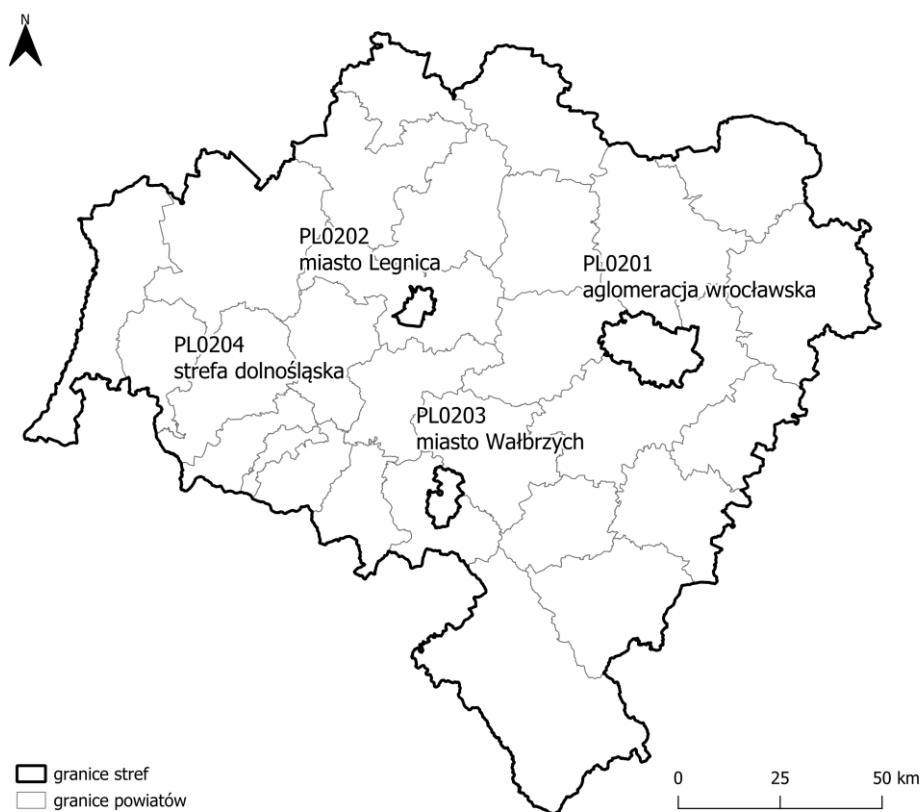 N
PL0202
miasto Legnica
PL0201
aglomeracja wrocławska
PL0204
strefa dolnośląska
PL0203
miasto Wałbrzych
granice stref
granice powiatów
0 25 50 km